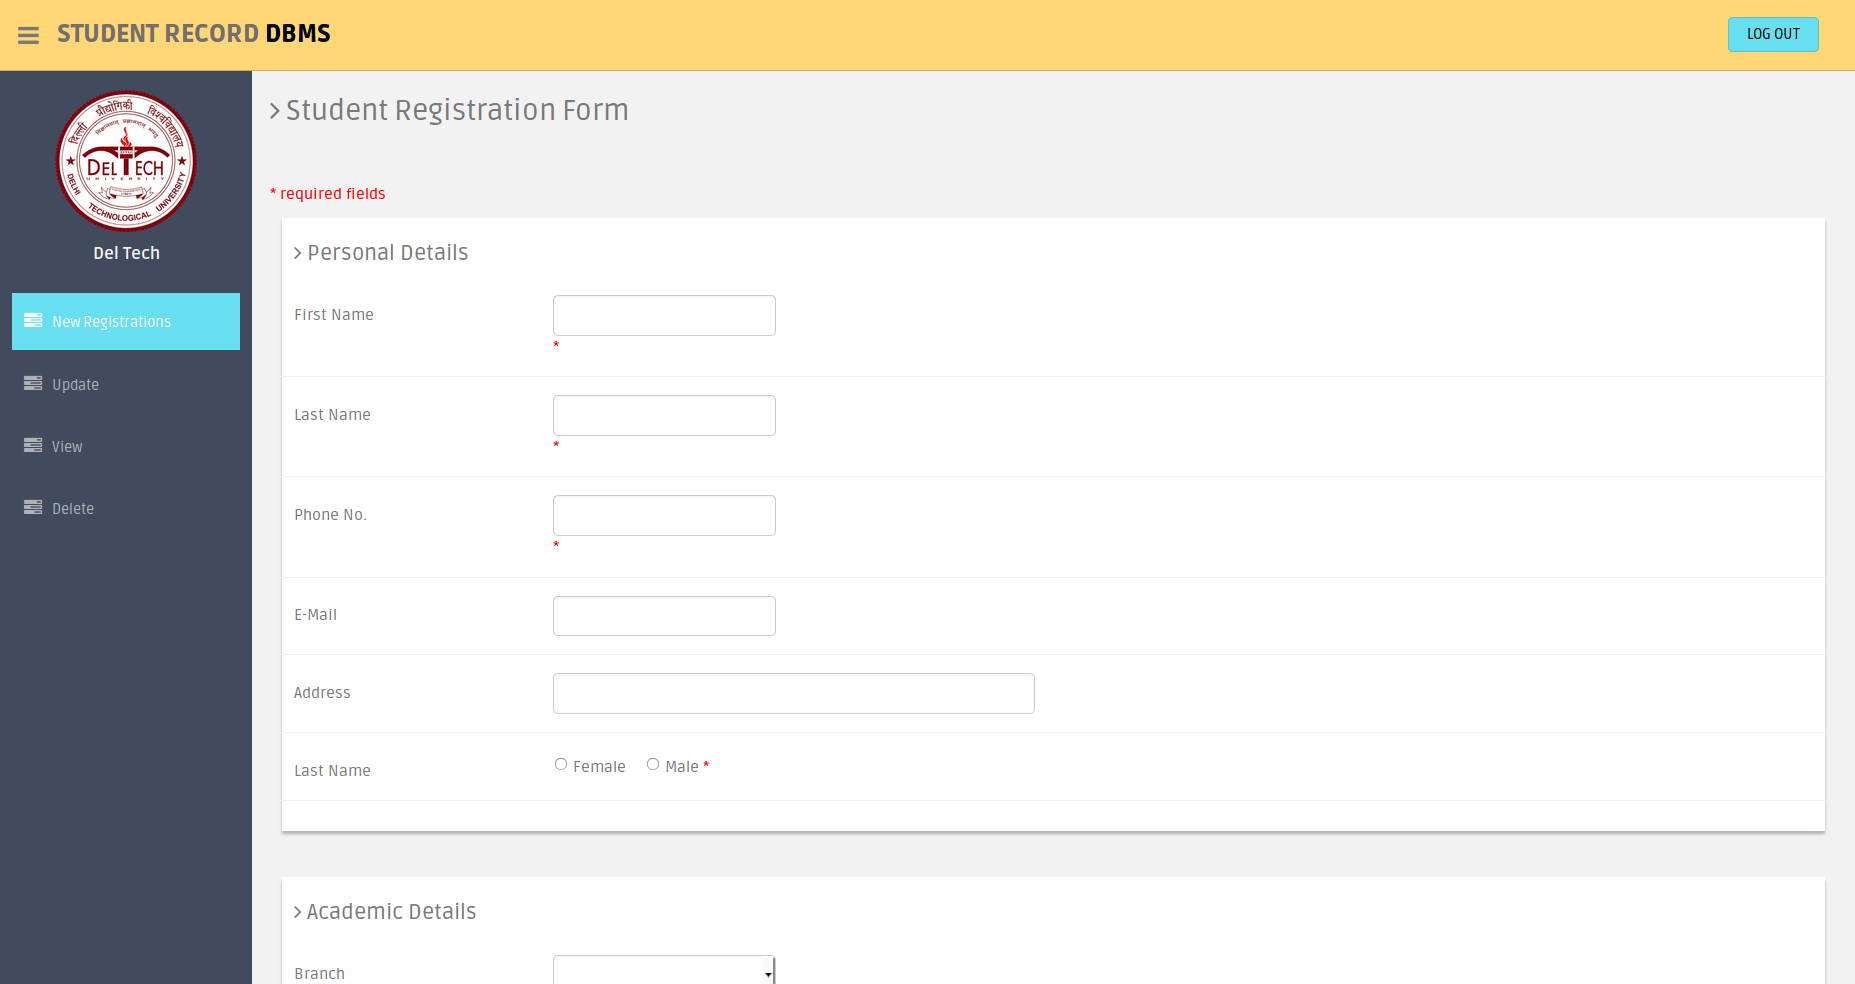 STUDENT RECORD DBMS
LOG OUT
दिल्ली प्रौद्योगिकी विश्वविद्यालय
DELTECH
UNIVERSITY
DELHI TECHNOLOGICAL UNIVERSITY
Del Tech
New Registrations
Update
View
Delete
Student Registration Form
* required fields
Personal Details
First Name
*
Last Name
*
Phone No.
*
E-Mail
Address
Last Name
Female Male *
Academic Details
Branch